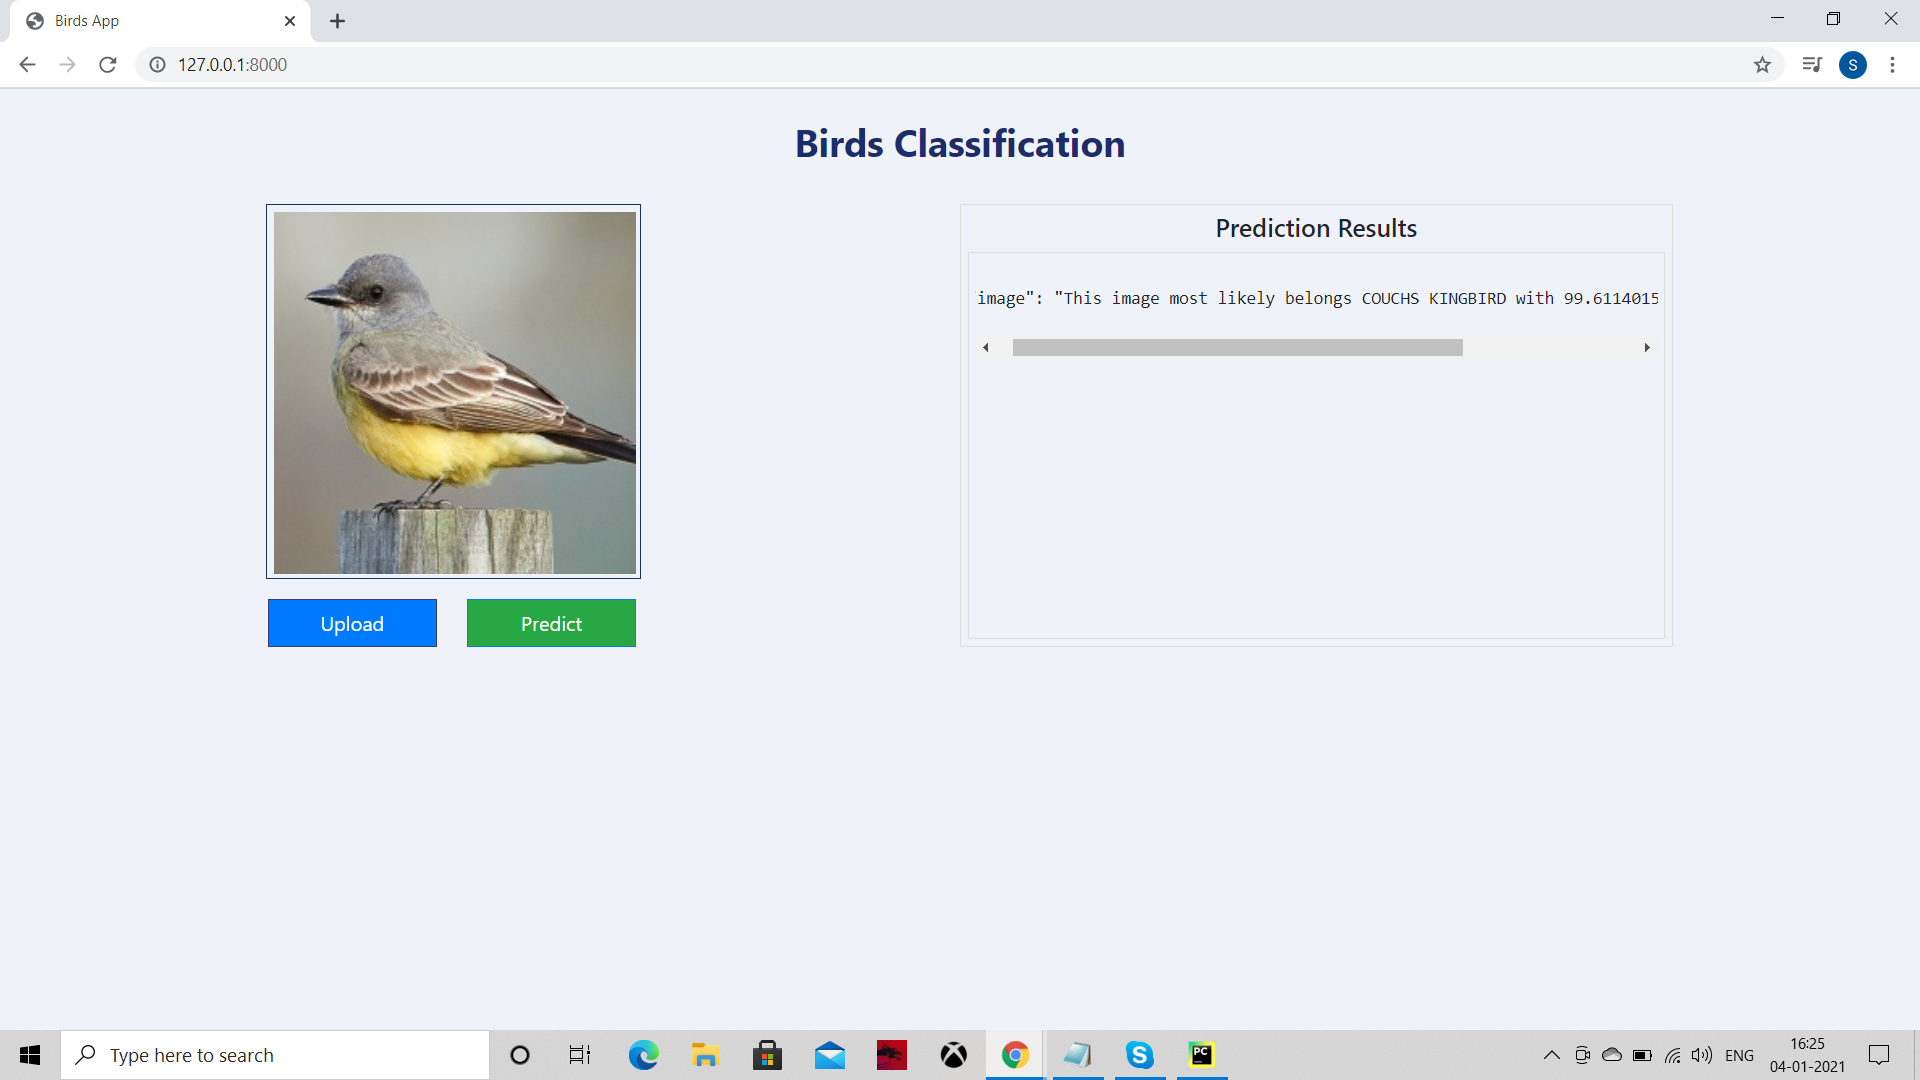 Birds App
127.0.0.1:8000
S
Birds Classification
Prediction Results
image": "This image most likely belongs COUCHS KINGBIRD with 99.6114015
Upload
Predict
Type here to search
PC
ENG
16:25
04-01-2021